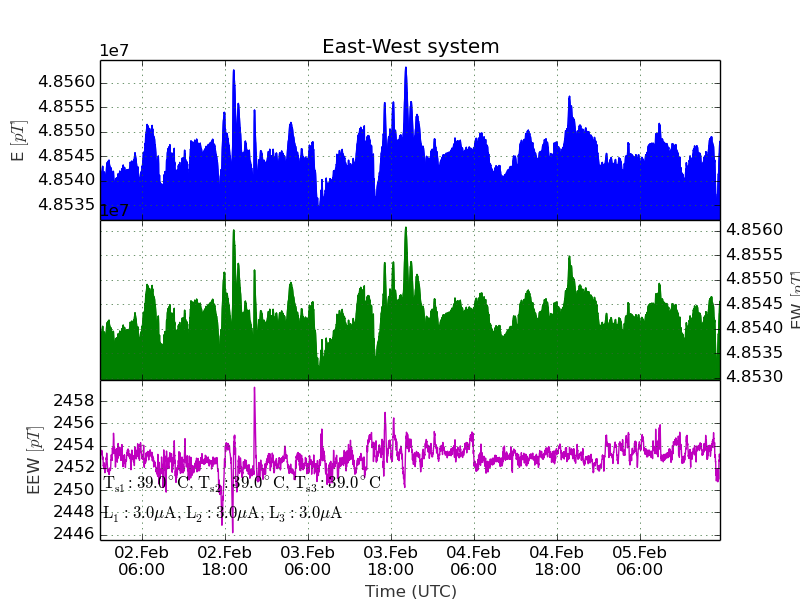 East-West system
1e7
4.8560
4.8555
4.8550
4.8545
4.8540
4.8535
E [pT]
1e7
4.8560
4.8555
4.8550
4.8545
4.8540
4.8535
4.8530
EW [pT]
2458
2456
2454
2452
2450
2448
2446
EEW [pT]
T_s1 : 39.0°C, T_s2 : 39.0°C, T_s3 : 39.0°C
L_1 : 3.0μA, L_2 : 3.0μA, L_3 : 3.0μA
02.Feb 02.Feb 03.Feb 03.Feb 04.Feb 04.Feb 05.Feb
06:00 18:00 06:00 18:00 06:00 18:00 06:00
Time (UTC)